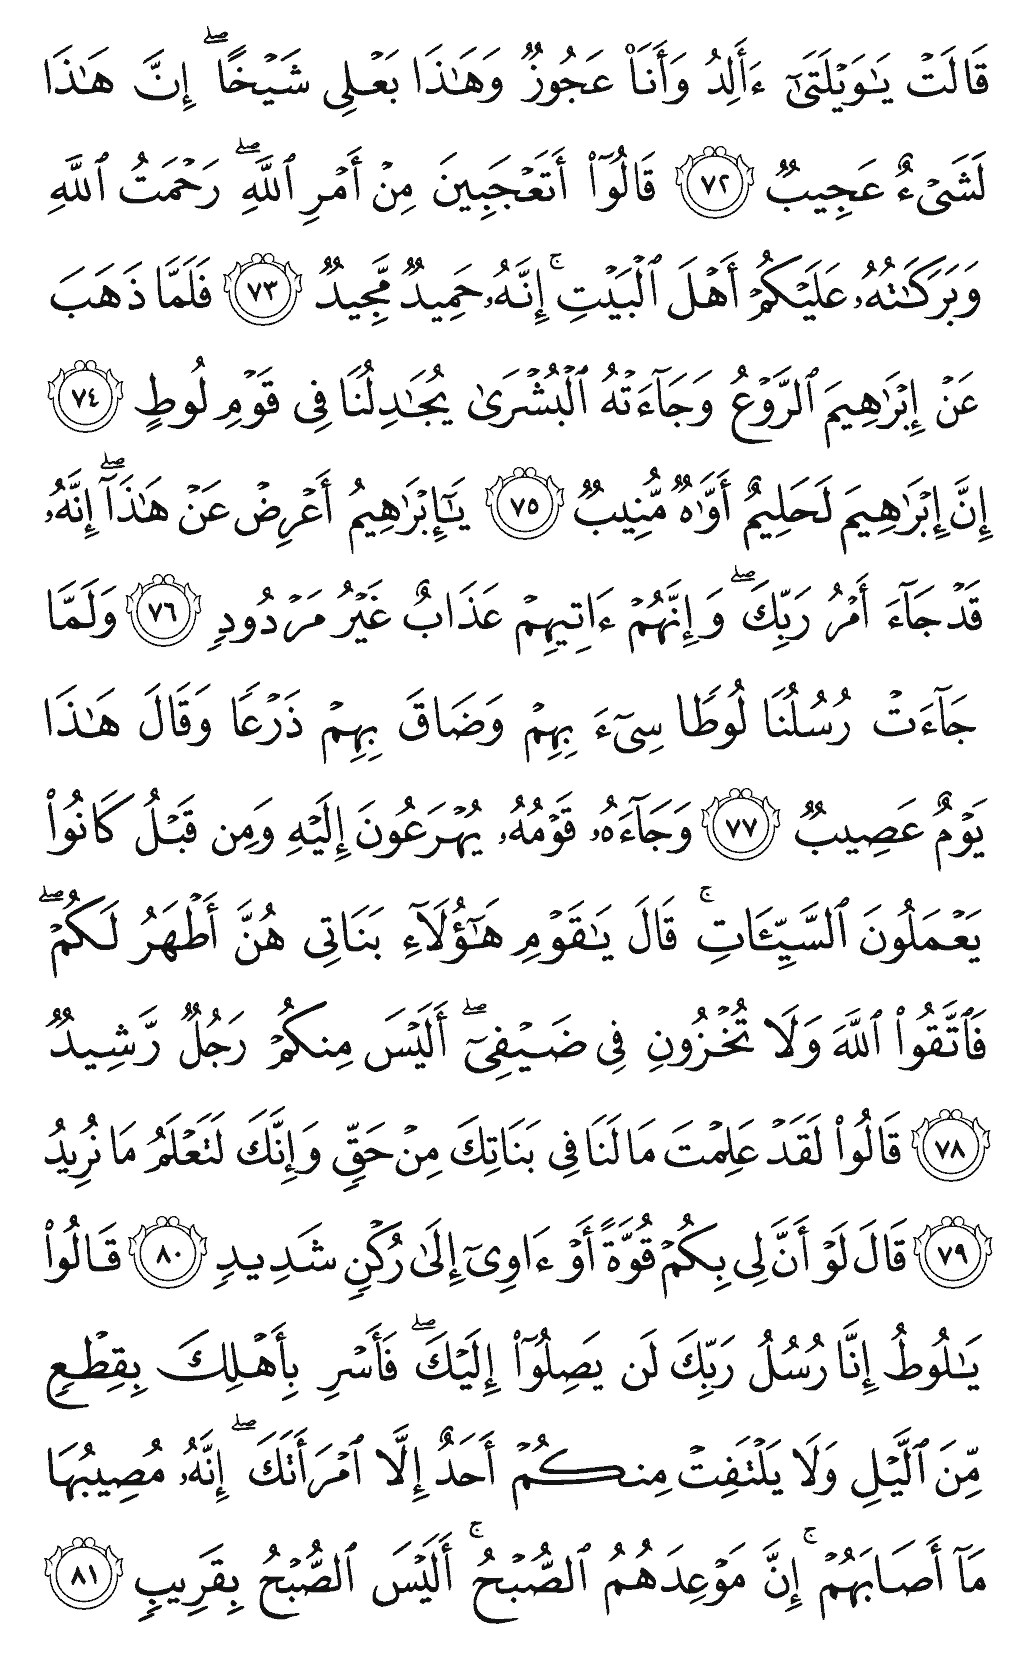 قَالَتۡ يَٰوَيۡلَتَىٰٓ ءَأَلِدُ وَأَنَا۠ عَجُوزٞ وَهَٰذَا بَعۡلِي شَيۡخًاۖ إِنَّ هَٰذَا
لَشَيۡءٌ عَجِيبٞ ٧٢ قَالُوٓاْ أَتَعۡجَبِينَ مِنۡ أَمۡرِ ٱللَّهِۖ رَحۡمَتُ ٱللَّهِ
وَبَرَكَٰتُهُۥ عَلَيۡكُمۡ أَهۡلَ ٱلۡبَيۡتِۚ إِنَّهُۥ حَمِيدٞ مَّجِيدٞ ٧٣ فَلَمَّا ذَهَبَ
عَنۡ إِبۡرَٰهِيمَ ٱلرَّوۡعُ وَجَآءَتۡهُ ٱلۡبُشۡرَىٰ يُجَٰدِلُنَا فِي قَوۡمِ لُوطٍ ٧٤
إِنَّ إِبۡرَٰهِيمَ لَحَلِيمٌ أَوَّٰهٞ مُّنِيبٞ ٧٥ يَٰٓإِبۡرَٰهِيمُ أَعۡرِضۡ عَنۡ هَٰذَآۖ إِنَّهُۥ
قَدۡ جَآءَ أَمۡرُ رَبِّكَۖ وَإِنَّهُمۡ ءَاتِيهِمۡ عَذَابٌ غَيۡرُ مَرۡدُودٖ ٧٦ وَلَمَّا
جَآءَتۡ رُسُلُنَا لُوطٗا سِيٓءَ بِهِمۡ وَضَاقَ بِهِمۡ ذَرۡعٗا وَقَالَ هَٰذَا
يَوۡمٌ عَصِيبٞ ٧٧ وَجَآءَهُۥ قَوۡمُهُۥ يُهۡرَعُونَ إِلَيۡهِ وَمِن قَبۡلُ كَانُواْ
يَعۡمَلُونَ ٱلسَّيِّـَٔاتِۚ قَالَ يَٰقَوۡمِ هَٰٓؤُلَآءِ بَنَاتِي هُنَّ أَطۡهَرُ لَكُمۡۖ
فَٱتَّقُواْ ٱللَّهَ وَلَا تُخۡزُونِ فِي ضَيۡفِيٓۖ أَلَيۡسَ مِنكُمۡ رَجُلٞ رَّشِيدٞ
٧٨ قَالُواْ لَقَدۡ عَلِمۡتَ مَا لَنَا فِي بَنَاتِكَ مِنۡ حَقّٖ وَإِنَّكَ لَتَعۡلَمُ مَا نُرِيدُ
٧٩ قَالَ لَوۡ أَنَّ لِي بِكُمۡ قُوَّةً أَوۡ ءَاوِيٓ إِلَىٰ رُكۡنٖ شَدِيدٖ ٨٠ قَالُواْ
يَٰلُوطُ إِنَّا رُسُلُ رَبِّكَ لَن يَصِلُوٓاْ إِلَيۡكَۖ فَأَسۡرِ بِأَهۡلِكَ بِقِطۡعٖ
مِّنَ ٱلَّيۡلِ وَلَا يَلۡتَفِتۡ مِنكُمۡ أَحَدٌ إِلَّا ٱمۡرَأَتَكَۖ إِنَّهُۥ مُصِيبُهَا
مَآ أَصَابَهُمۡۚ إِنَّ مَوۡعِدَهُمُ ٱلصُّبۡحُۚ أَلَيۡسَ ٱلصُّبۡحُ بِقَرِيبٖ ٨١